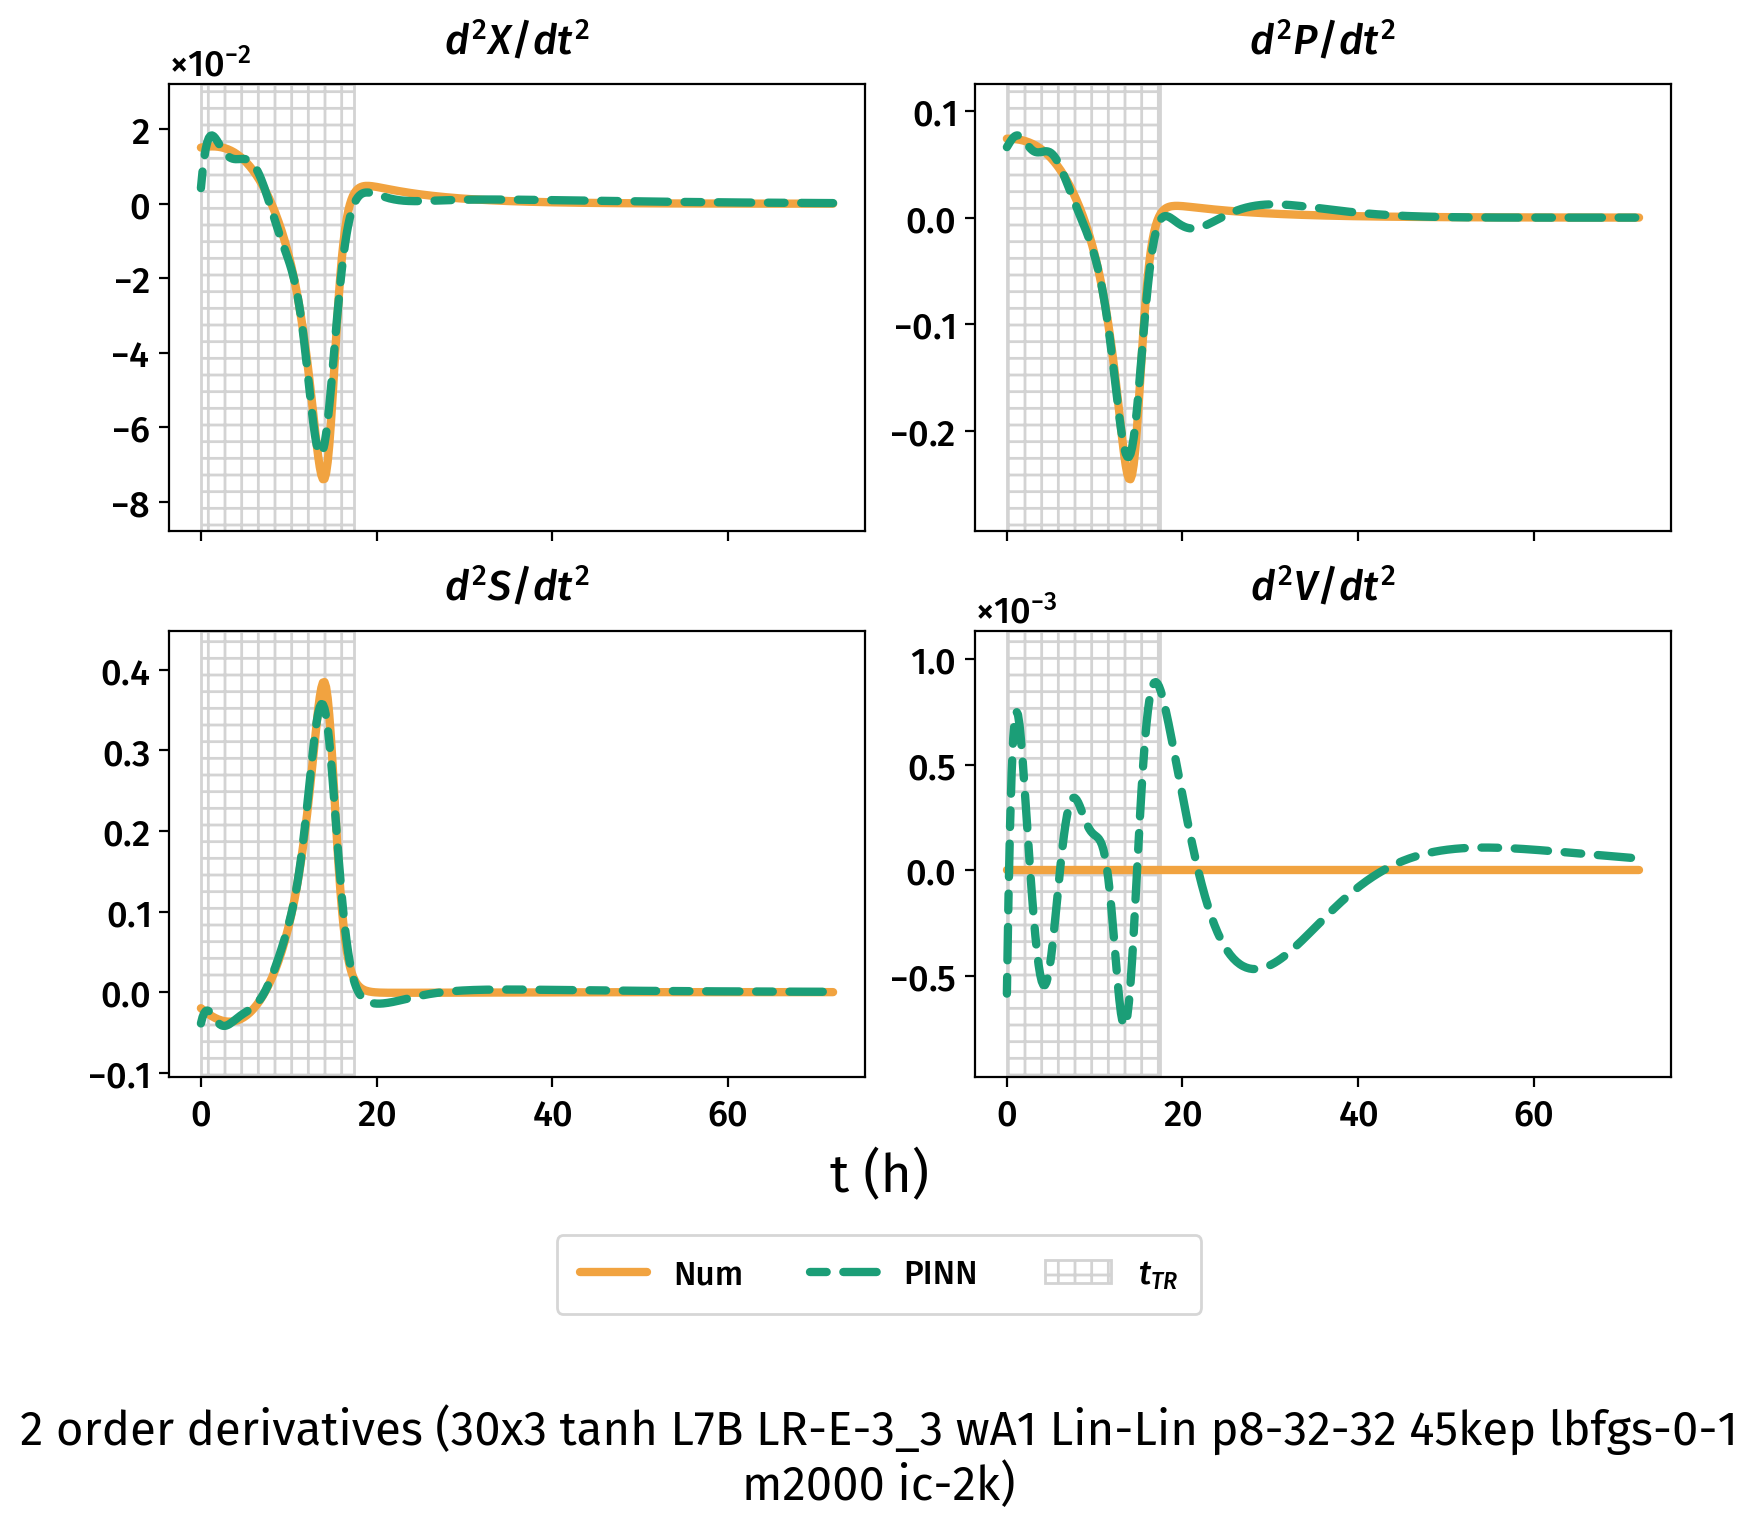 d²X/dt²
×10⁻²
2
0
−2
−4
−6
−8
d²P/dt²
0.1
0.0
−0.1
−0.2
d²S/dt²
0.4
0.3
0.2
0.1
0.0
−0.1
0 20 40 60
d²V/dt²
×10⁻³
1.0
0.5
0.0
−0.5
0 20 40 60
t (h)
Num PINN t_TR
2 order derivatives (30x3 tanh L7B LR-E-3_3 wA1 Lin-Lin p8-32-32 45kep lbfgs-0-1
m2000 ic-2k)